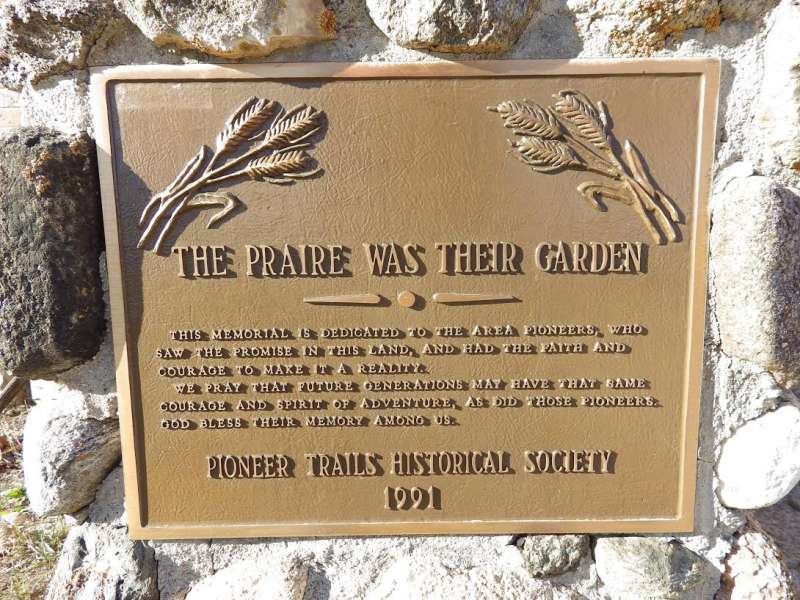 THE PRAIRE WAS THEIR GARDEN
THIS MEMORIAL IS DEDICATED TO THE AREA PIONEERS, WHO
SAW THE PROMISE IN THIS LAND, AND HAD THE FAITH AND
COURAGE TO MAKE IT A REALITY.
WE PRAY THAT FUTURE GENERATIONS MAY HAVE THAT SAME
COURAGE AND SPIRIT OF ADVENTURE, AS DID THOSE PIONEERS.
GOD BLESS THEIR MEMORY AMONG US.
PIONEER TRAILS HISTORICAL SOCIETY
1991